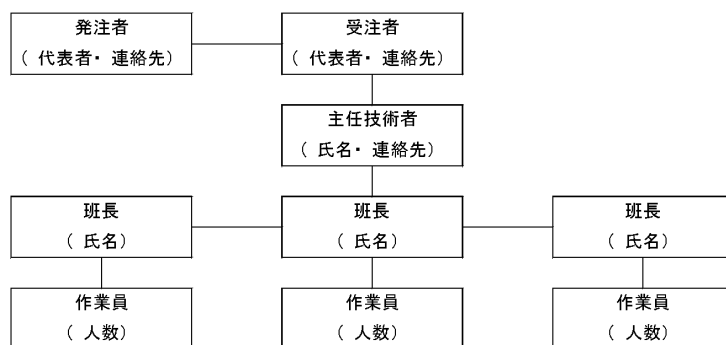 発注者
( 代表者・ 連絡先)
受注者
( 代表者・ 連絡先)
主任技術者
( 氏名・ 連絡先)
班長
( 氏名)
班長
( 氏名)
班長
( 氏名)
作業員
( 人数)
作業員
( 人数)
作業員
( 人数)